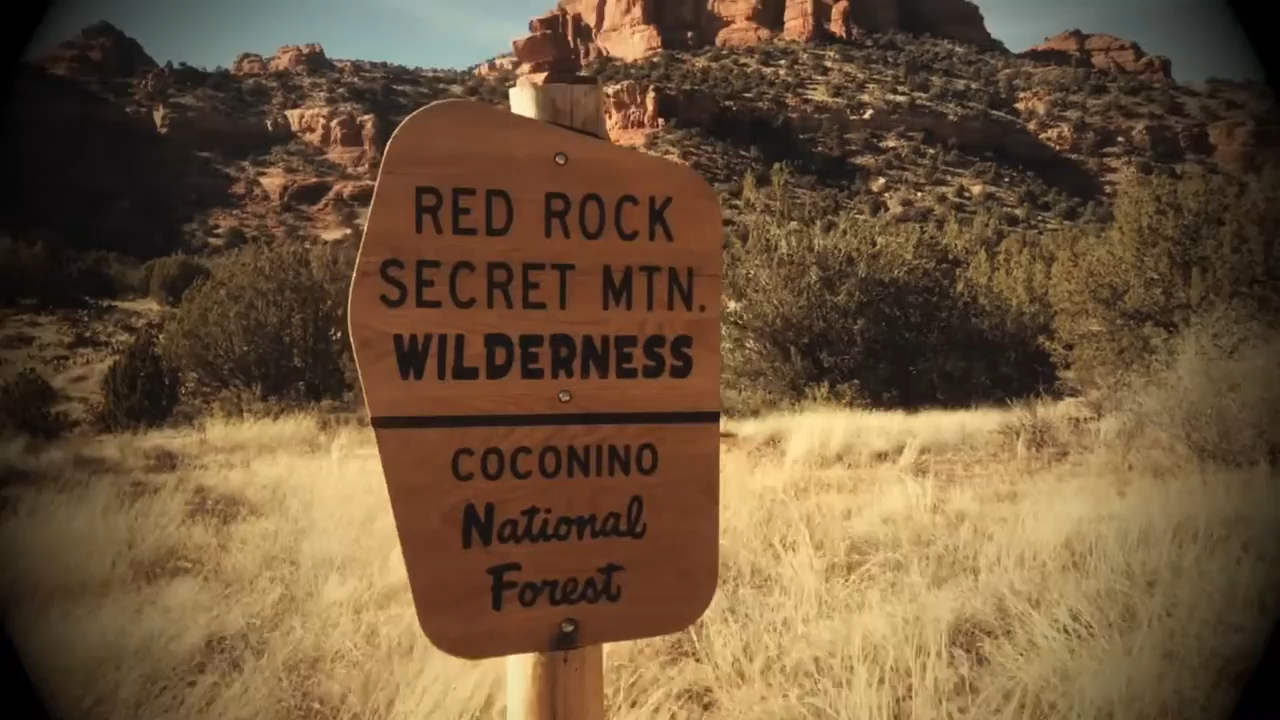 RED ROCK
SECRET MTN.
WILDERNESS
COCONINO
National
Forest